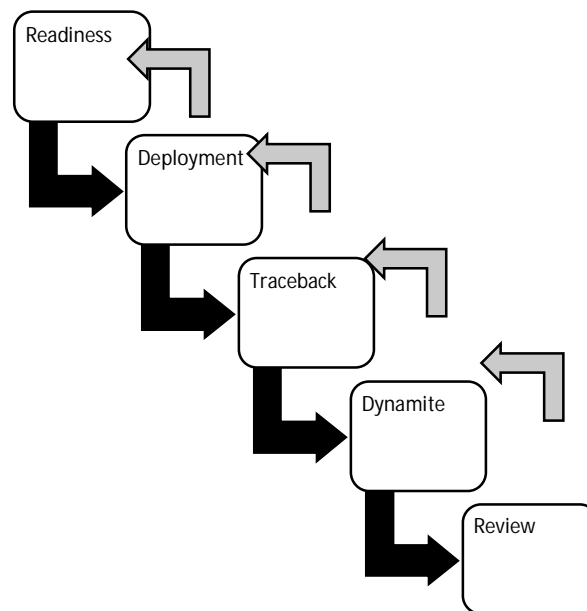 Readiness
Deployment
Traceback
Dynamite
Review